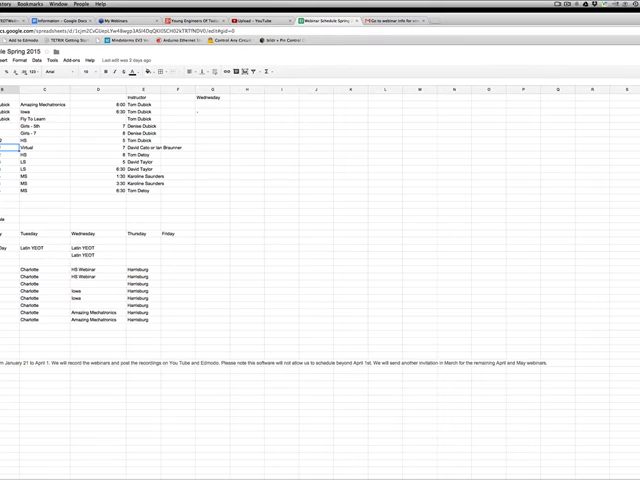 story Bookmarks Window People Help
Information - Google Docs My Webinars Young Engineers Of Today Upload - YouTube Webinar Schedule Spring Go to webinar info for
cs.google.com/spreadsheets/d/
Add to Edmodo TETRIX Getting Started Mindstorms EV3 Arduino Ethernet Control Any Circuit Pin Control
le Spring 2015
nsert Format Data Tools Add-ons Help Last edit was 2 days ago
% .0 .00 123 Arial 10 B I S A
B C D E F G H I J K L M N O P Q R S
Instructor Wednesday
ubick Amazing Mechatronics 8:00 Tom Dubick
ubick Iowa 6:30 Tom Dubick -
ubick Fly To Learn Tom Dubick
Girls - 5th 7 Denise Dubick
Girls - 7 8 Denise Dubick
HS 5 Tom Dubick
Virtual 7 David Cato or Ian Braunner
HS 8 Tom Deloy
LS 5 David Taylor
LS 6:30 David Taylor
MS 1:30 Karoline Saunders
MS 3:30 Karoline Saunders
MS 6:30 Tom Deloy
ule
y Tuesday Wednesday Thursday Friday
Day Latin YEOT Latin YEOT
Latin YEOT
Charlotte HS Webinar Harrisburg
Charlotte HS Webinar Harrisburg
Charlotte Harrisburg
Charlotte Iowa Harrisburg
Charlotte Iowa Harrisburg
Charlotte Harrisburg
Charlotte Amazing Mechatronics Harrisburg
Charlotte Amazing Mechatronics Harrisburg
m January 21 to April 1. We will record the webinars and post the recordings on You Tube and Edmodo. Please note this software will not allow us to schedule beyond April 1st. We will send another invitation in March for the remaining April and May webinars.